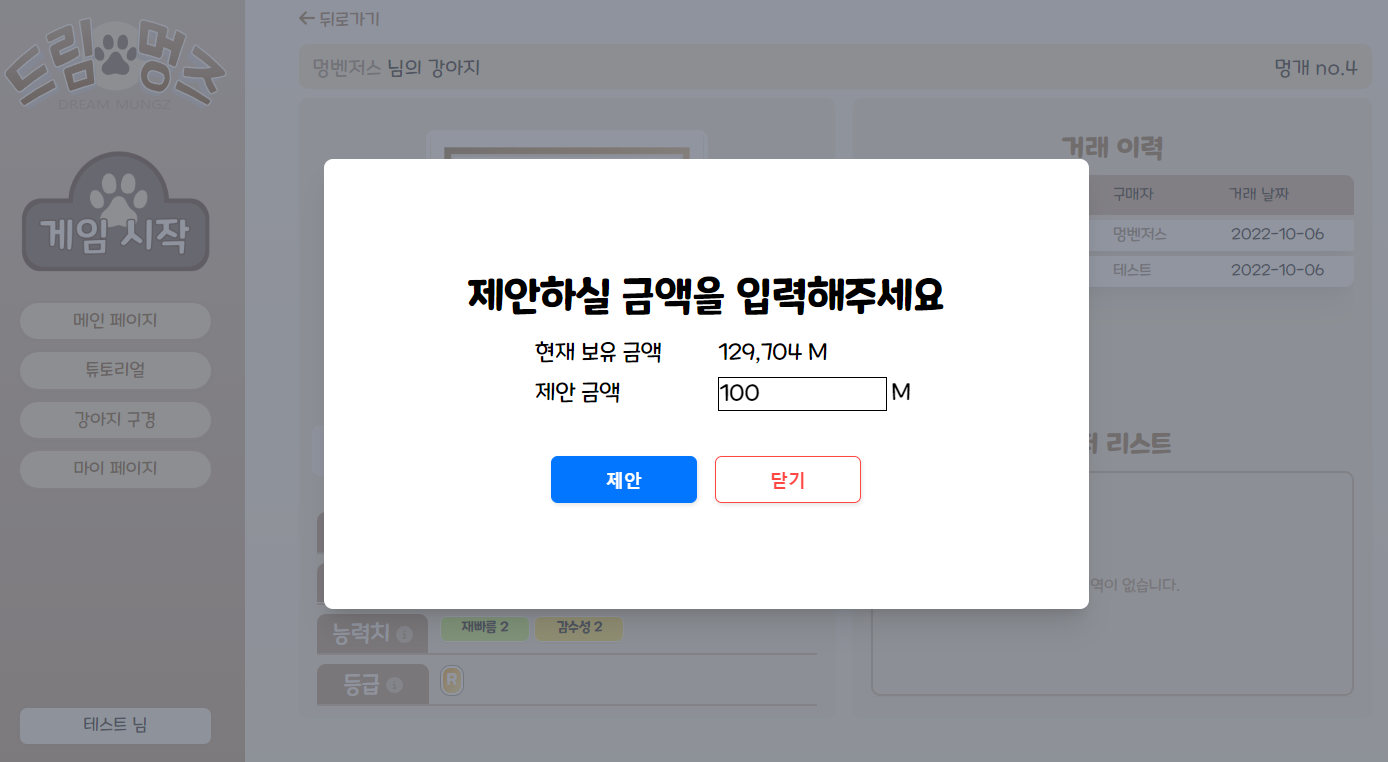 드림멍즈
DREAM MUNGZ
게임 시작
메인 페이지
튜토리얼
강아지 구경
마이 페이지
테스트 님
뒤로가기
멍벤저스 님의 강아지
멍개 no.4
거래 이력
구매자 거래 날짜
멍벤저스 2022-10-06
테스트 2022-10-06
제안하실 금액을 입력해주세요
현재 보유 금액 129,704 M
제안 금액 100 M
제안 닫기
리스트
없습니다.
능력치 재빠름 2 감수성 2
등급 R